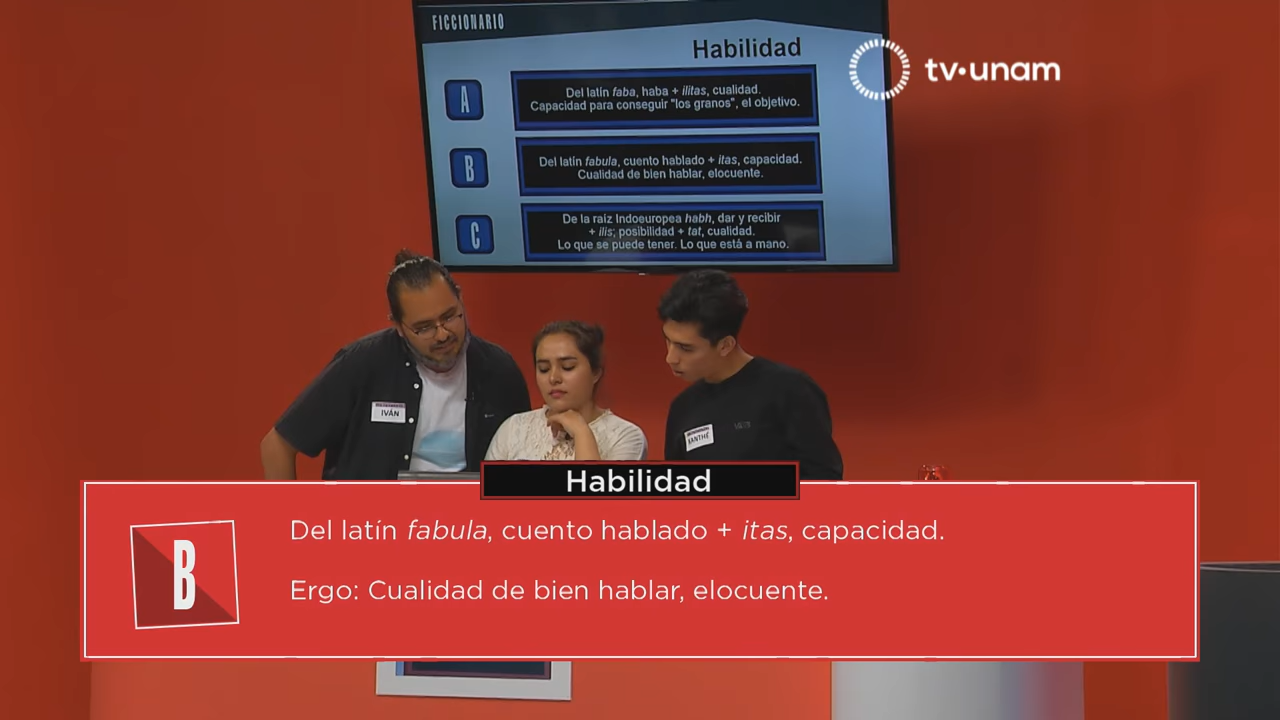 FICCIONARIO
Habilidad
tv·unam
A
Del latín faba, haba + ilitas, cualidad.
Capacidad para conseguir "los granos", el objetivo.
B
Del latín fabula, cuento hablado + itas, capacidad.
Cualidad de bien hablar, elocuente.
C
De la raíz Indoeuropea habh, dar y recibir
+ ilis; posibilidad + tat, cualidad.
Lo que se puede tener. Lo que está a mano.
IVÁN
XANTHE
Habilidad
B
Del latín fabula, cuento hablado + itas, capacidad.
Ergo: Cualidad de bien hablar, elocuente.